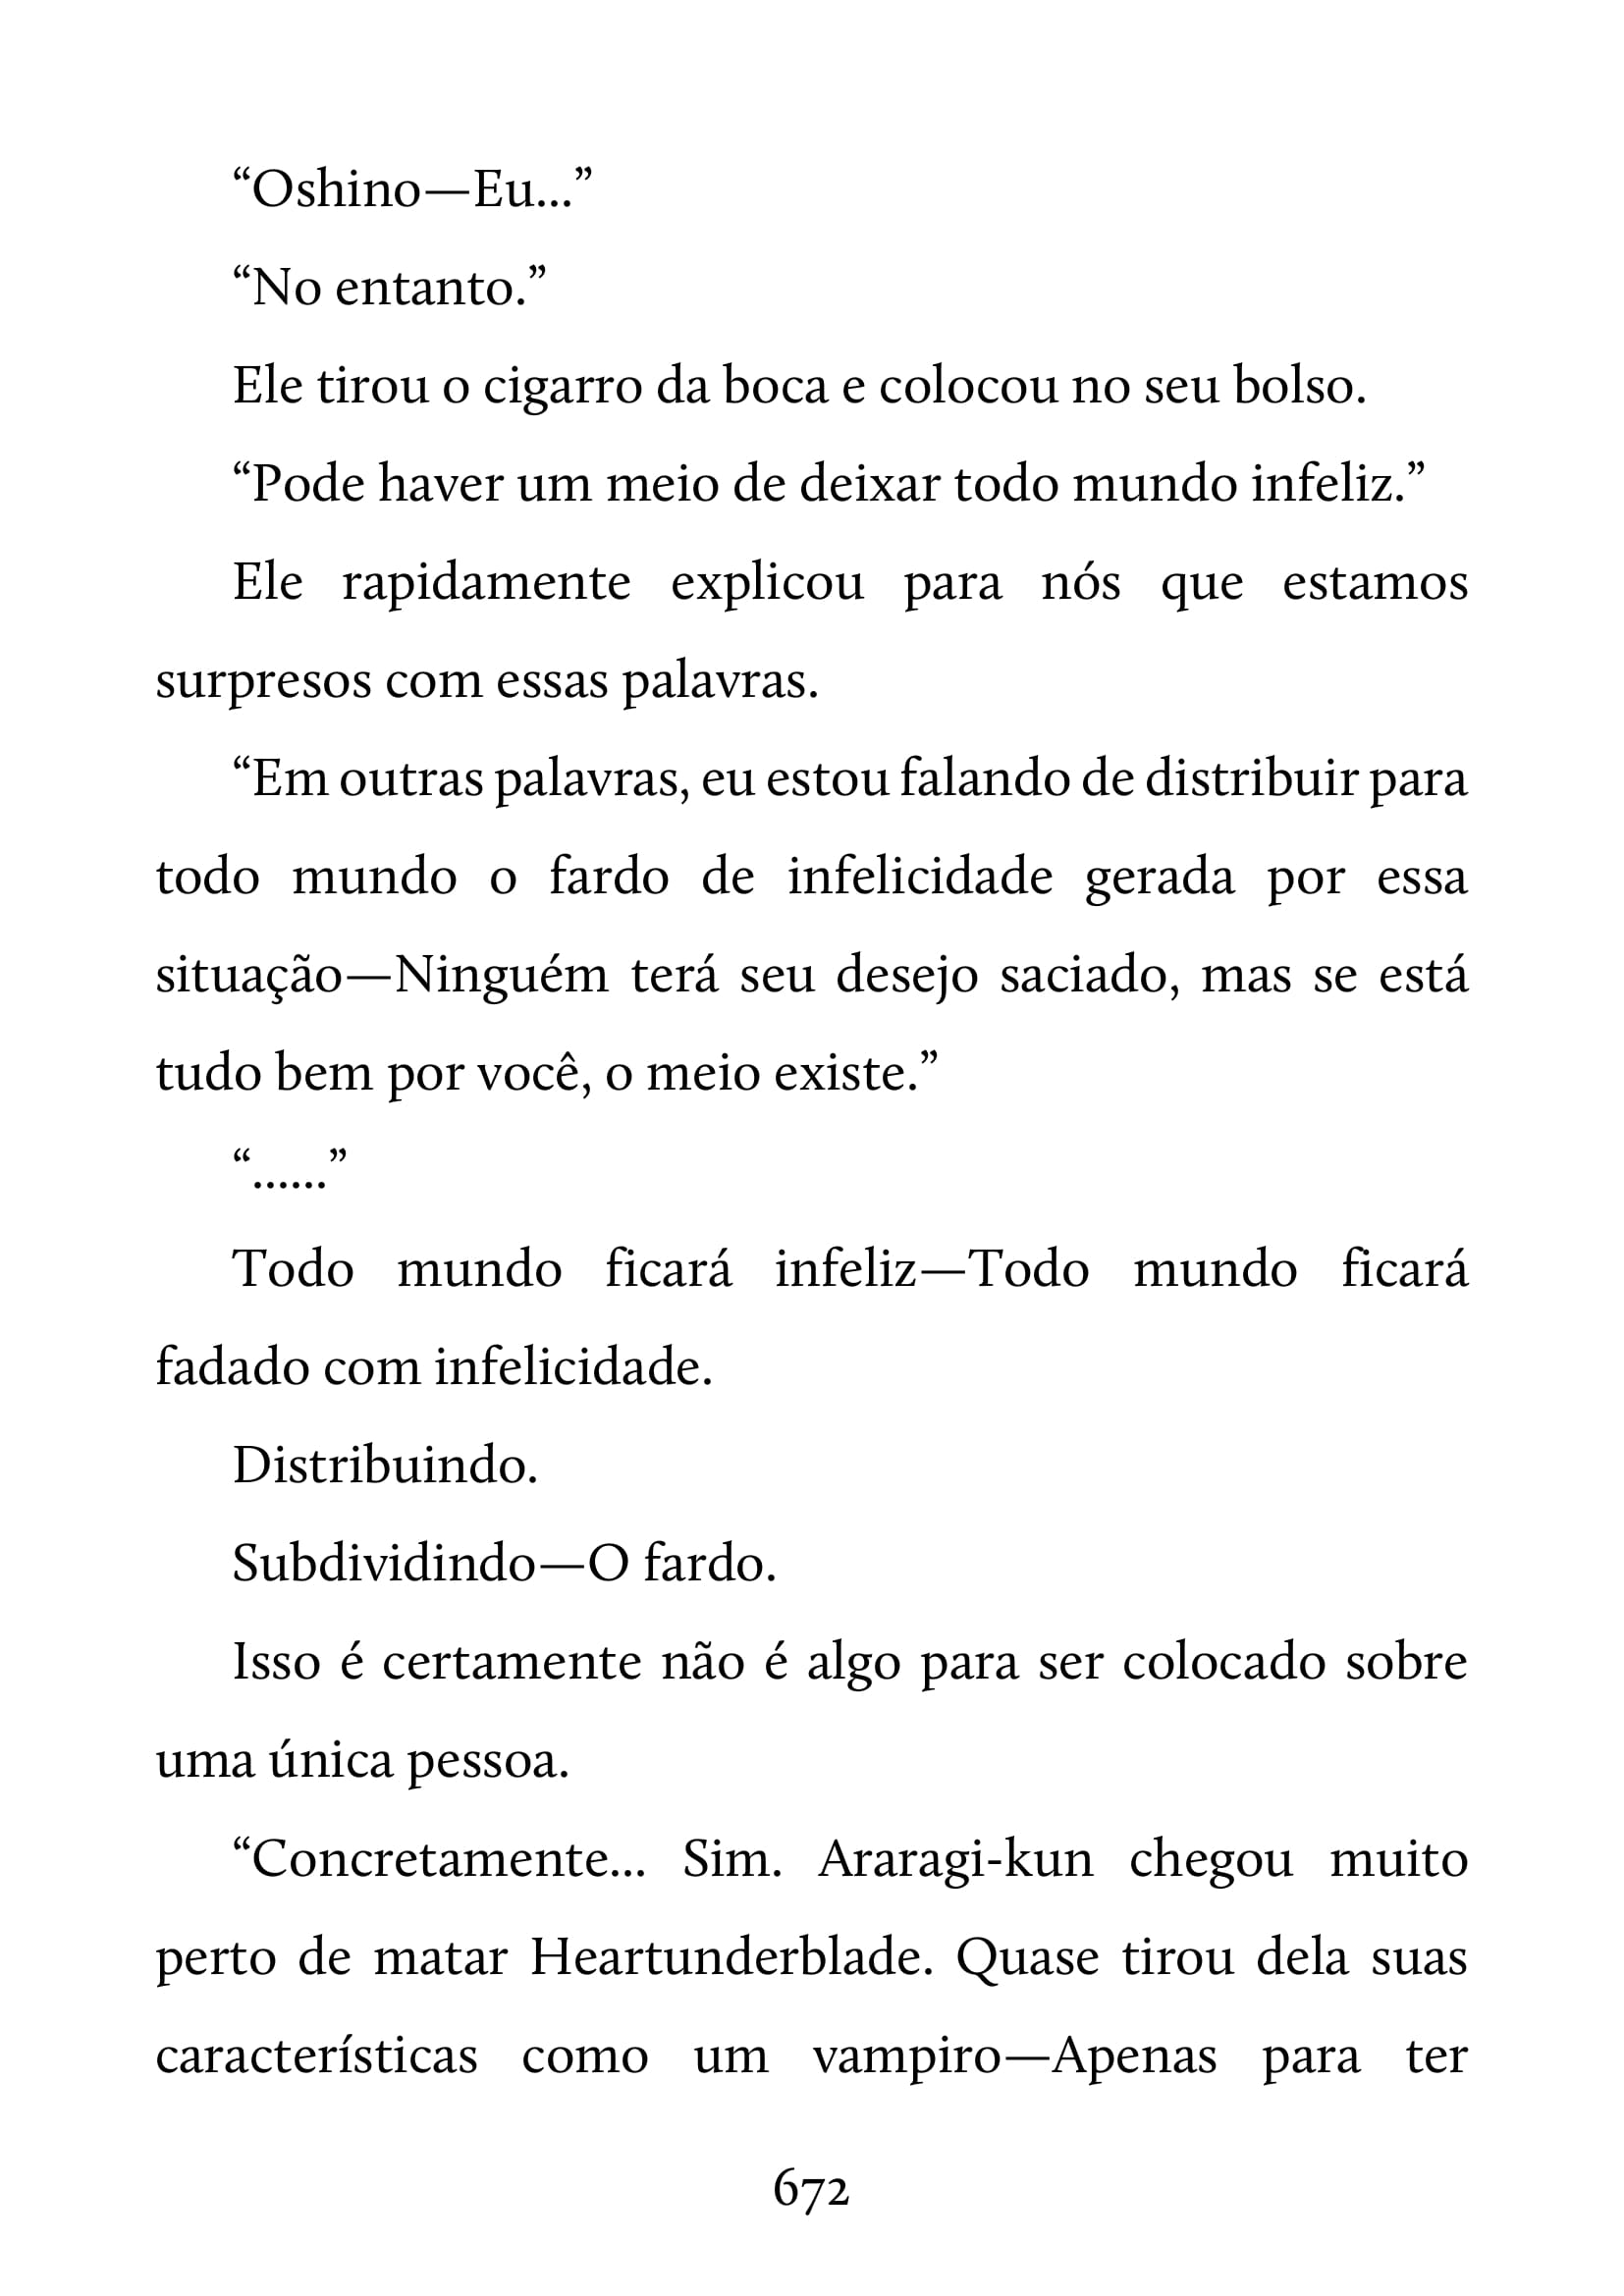 “Oshino—Eu...”
“No entanto.”
Ele tirou o cigarro da boca e colocou no seu bolso.
“Pode haver um meio de deixar todo mundo infeliz.”
Ele rapidamente explicou para nós que estamos
surpresos com essas palavras.
“Em outras palavras, eu estou falando de distribuir para
todo mundo o fardo de infelicidade gerada por essa
situação—Ninguém terá seu desejo saciado, mas se está
tudo bem por você, o meio existe.”
“......”
Todo mundo ficará infeliz—Todo mundo ficará
fadado com infelicidade.
Distribuindo.
Subdividindo—O fardo.
Isso é certamente não é algo para ser colocado sobre
uma única pessoa.
“Concretamente... Sim. Araragi-kun chegou muito
perto de matar Heartunderblade. Quase tirou dela suas
características como um vampiro—Apenas para ter
672